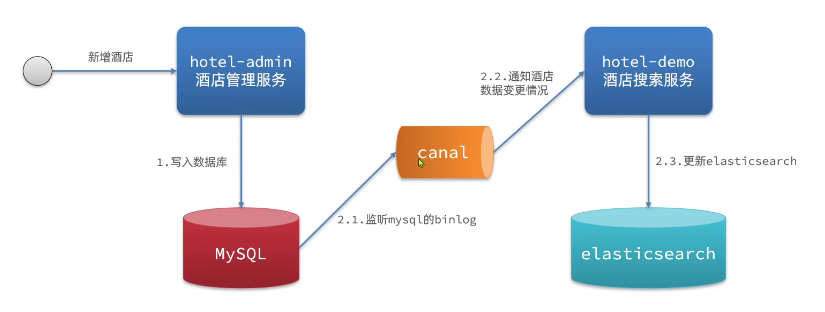 新增酒店
hotel-admin
酒店管理服务
hotel-demo
酒店搜索服务
2.2.通知酒店
数据变更情况
canal
1.写入数据库
2.3.更新elasticsearch
2.1.监听mysql的binlog
MySQL
elasticsearch